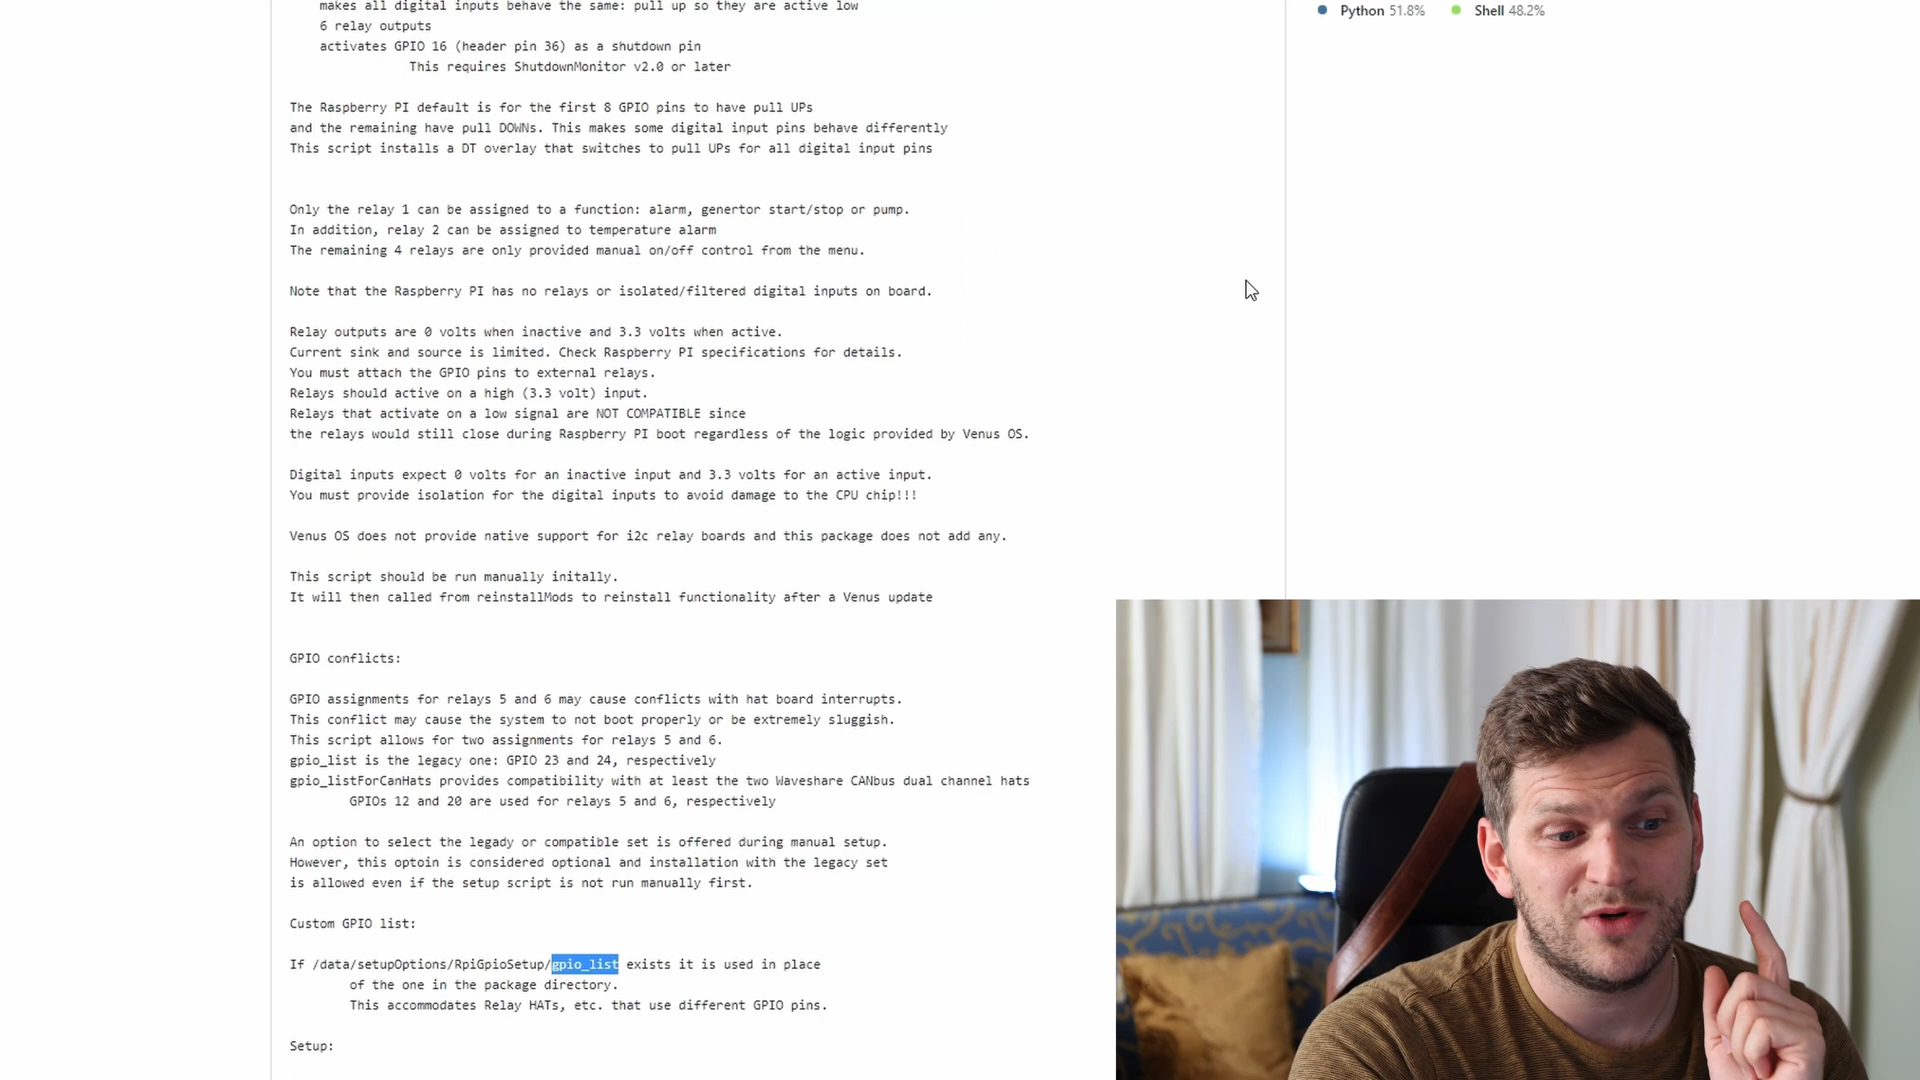 makes all digital inputs behave the same: pull up so they are active low
6 relay outputs
activates GPIO 16 (header pin 36) as a shutdown pin
This requires ShutdownMonitor v2.0 or later
The Raspberry PI default is for the first 8 GPIO pins to have pull UPs
and the remaining have pull DOWNs. This makes some digital input pins behave differently
This script installs a DT overlay that switches to pull UPs for all digital input pins
Only the relay 1 can be assigned to a function: alarm, genertor start/stop or pump.
In addition, relay 2 can be assigned to temperature alarm
The remaining 4 relays are only provided manual on/off control from the menu.
Note that the Raspberry PI has no relays or isolated/filtered digital inputs on board.
Relay outputs are 0 volts when inactive and 3.3 volts when active.
Current sink and source is limited. Check Raspberry PI specifications for details.
You must attach the GPIO pins to external relays.
Relays should active on a high (3.3 volt) input.
Relays that activate on a low signal are NOT COMPATIBLE since
the relays would still close during Raspberry PI boot regardless of the logic provided by Venus OS.
Digital inputs expect 0 volts for an inactive input and 3.3 volts for an active input.
You must provide isolation for the digital inputs to avoid damage to the CPU chip!!!
Venus OS does not provide native support for i2c relay boards and this package does not add any.
This script should be run manually initally.
It will then called from reinstallMods to reinstall functionality after a Venus update
GPIO conflicts:
GPIO assignments for relays 5 and 6 may cause conflicts with hat board interrupts.
This conflict may cause the system to not boot properly or be extremely sluggish.
This script allows for two assignments for relays 5 and 6.
gpio_list is the legacy one: GPIO 23 and 24, respectively
gpio_listForCanHats provides compatibility with at least the two Waveshare CANbus dual channel hats
GPIOs 12 and 20 are used for relays 5 and 6, respectively
An option to select the legady or compatible set is offered during manual setup.
However, this optoin is considered optional and installation with the legacy set
is allowed even if the setup script is not run manually first.
Custom GPIO list:
If /data/setupOptions/RpiGpioSetup/gpio_list exists it is used in place
of the one in the package directory.
This accommodates Relay HATs, etc. that use different GPIO pins.
Setup:
Python 51.8% Shell 48.2%